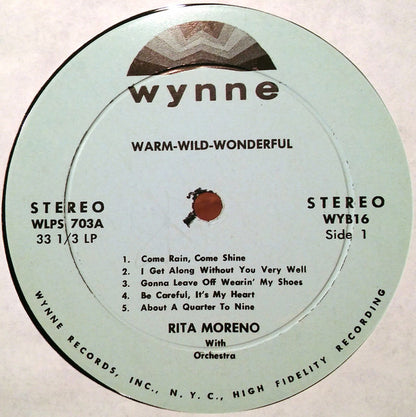 wynne
WARM-WILD-WONDERFUL
STEREO
WLPS 703A
33 1/3 LP
STEREO
WYB16
Side 1
1. Come Rain, Come Shine
2. I Get Along Without You Very Well
3. Gonna Leave Off Wearin' My Shoes
4. Be Careful, It's My Heart
5. About A Quarter To Nine
RITA MORENO
With
Orchestra
WYNNE RECORDS, INC., N.Y.C., HIGH FIDELITY RECORDING